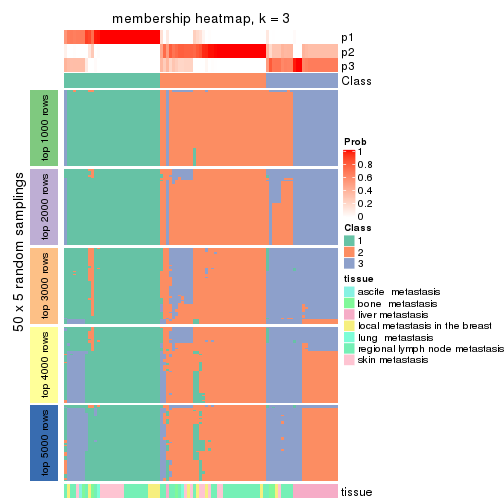 membership heatmap, k = 3
p1
p2
p3
Class
50 x 5 random samplings
top 1000 rows
top 2000 rows
top 3000 rows
top 4000 rows
top 5000 rows
tissue
Prob
1
0.8
0.6
0.4
0.2
0
Class
1
2
3
tissue
ascite metastasis
bone metastasis
liver metastasis
local metastasis in the breast
lung metastasis
regional lymph node metastasis
skin metastasis